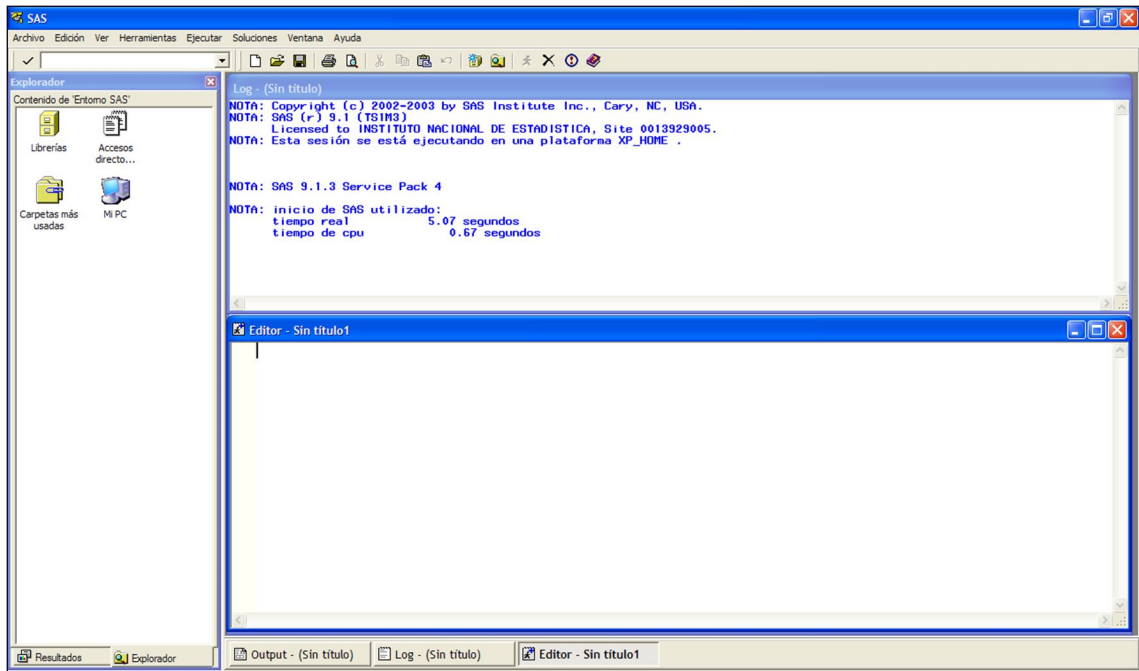 SAS
Archivo Edición Ver Herramientas Ejecutar Soluciones Ventana Ayuda
Explorador
Contenido de 'Entorno SAS'
Librerías
Accesos directo...
Carpetas más usadas
Mi PC
Log - (Sin título)
NOTA: Copyright (c) 2002-2003 by SAS Institute Inc., Cary, NC, USA.
NOTA: SAS (r) 9.1 (TS1M3)
Licensed to INSTITUTO NACIONAL DE ESTADISTICA, Site 0013929005.
NOTA: Esta sesión se está ejecutando en una plataforma XP_HOME .
NOTA: SAS 9.1.3 Service Pack 4
NOTA: inicio de SAS utilizado:
tiempo real 5.07 segundos
tiempo de cpu 0.67 segundos
Editor - Sin título1
Resultados
Explorador
Output - (Sin título)
Log - (Sin título)
Editor - Sin título1